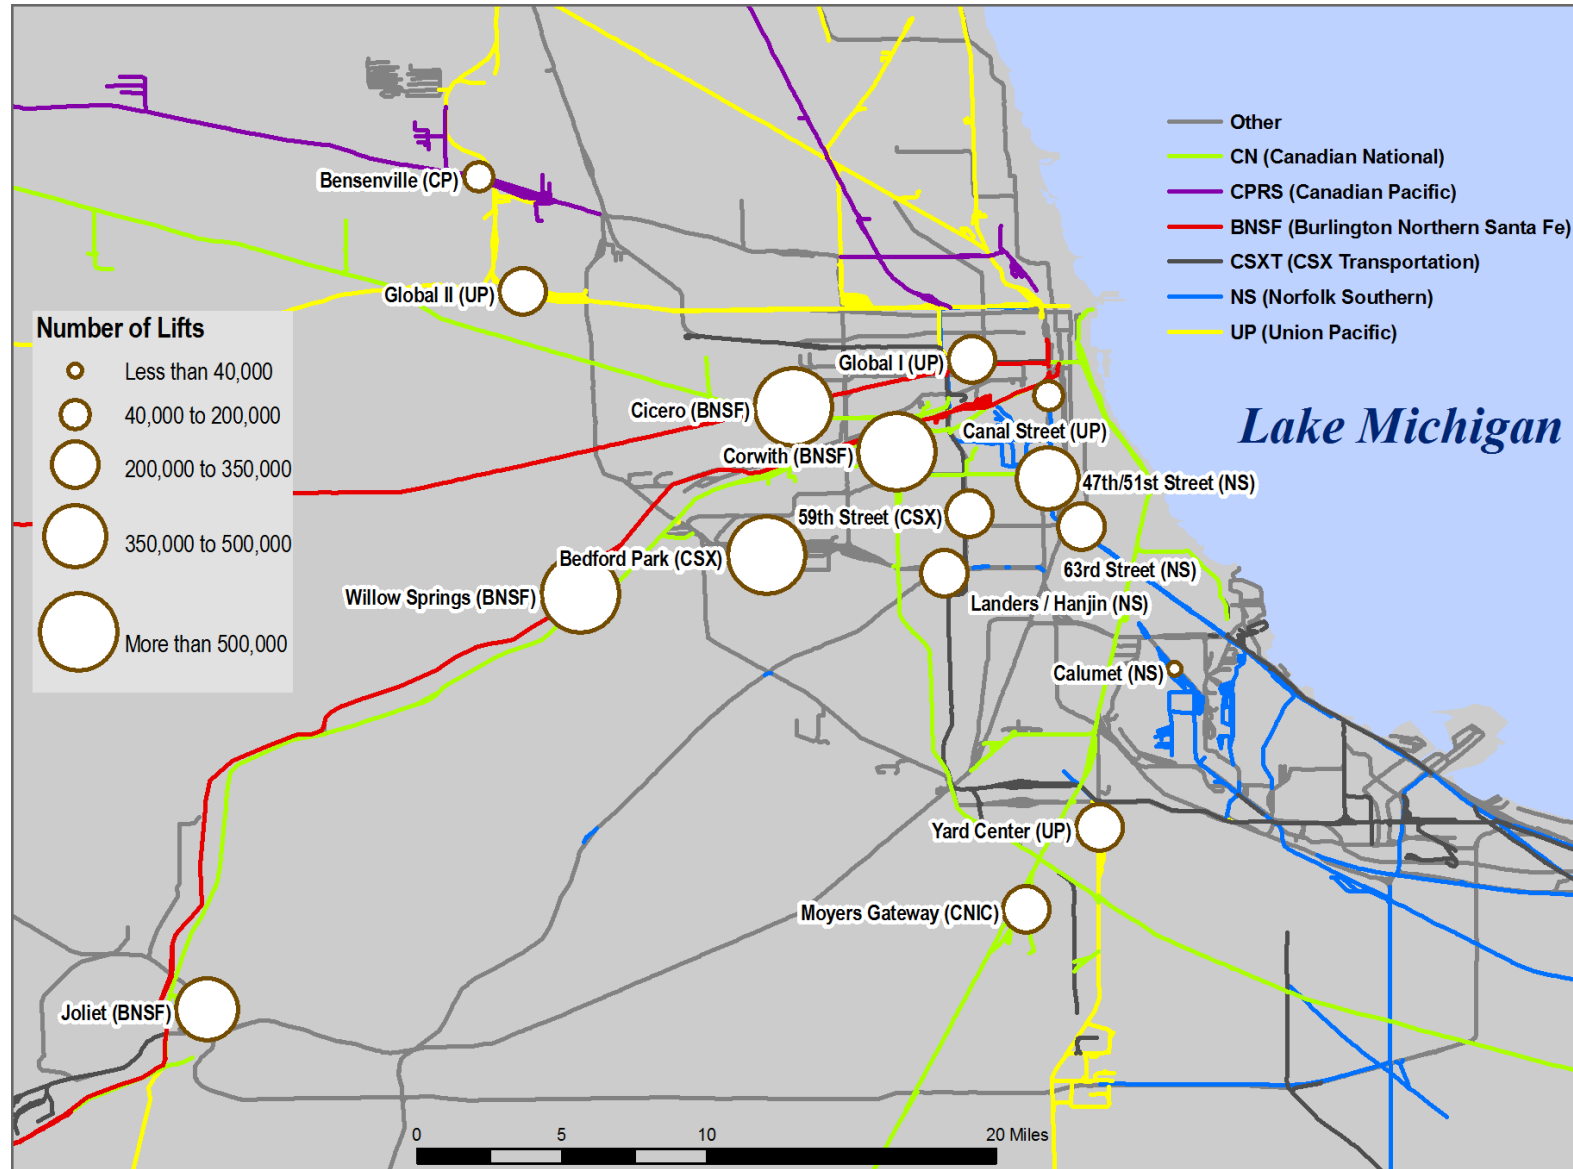 Other
CN (Canadian National)
CPRS (Canadian Pacific)
BNSF (Burlington Northern Santa Fe)
CSXT (CSX Transportation)
NS (Norfolk Southern)
UP (Union Pacific)
Bensenville (CP)
Global II (UP)
Number of Lifts
Less than 40,000
40,000 to 200,000
200,000 to 350,000
350,000 to 500,000
More than 500,000
Global I (UP)
Cicero (BNSF)
Canal Street (UP)
Lake Michigan
Corwith (BNSF)
47th/51st Street (NS)
59th Street (CSX)
Bedford Park (CSX)
63rd Street (NS)
Willow Springs (BNSF)
Landers / Hanjin (NS)
Calumet (NS)
Yard Center (UP)
Moyers Gateway (CNIC)
Joliet (BNSF)
0 5 10 20 Miles